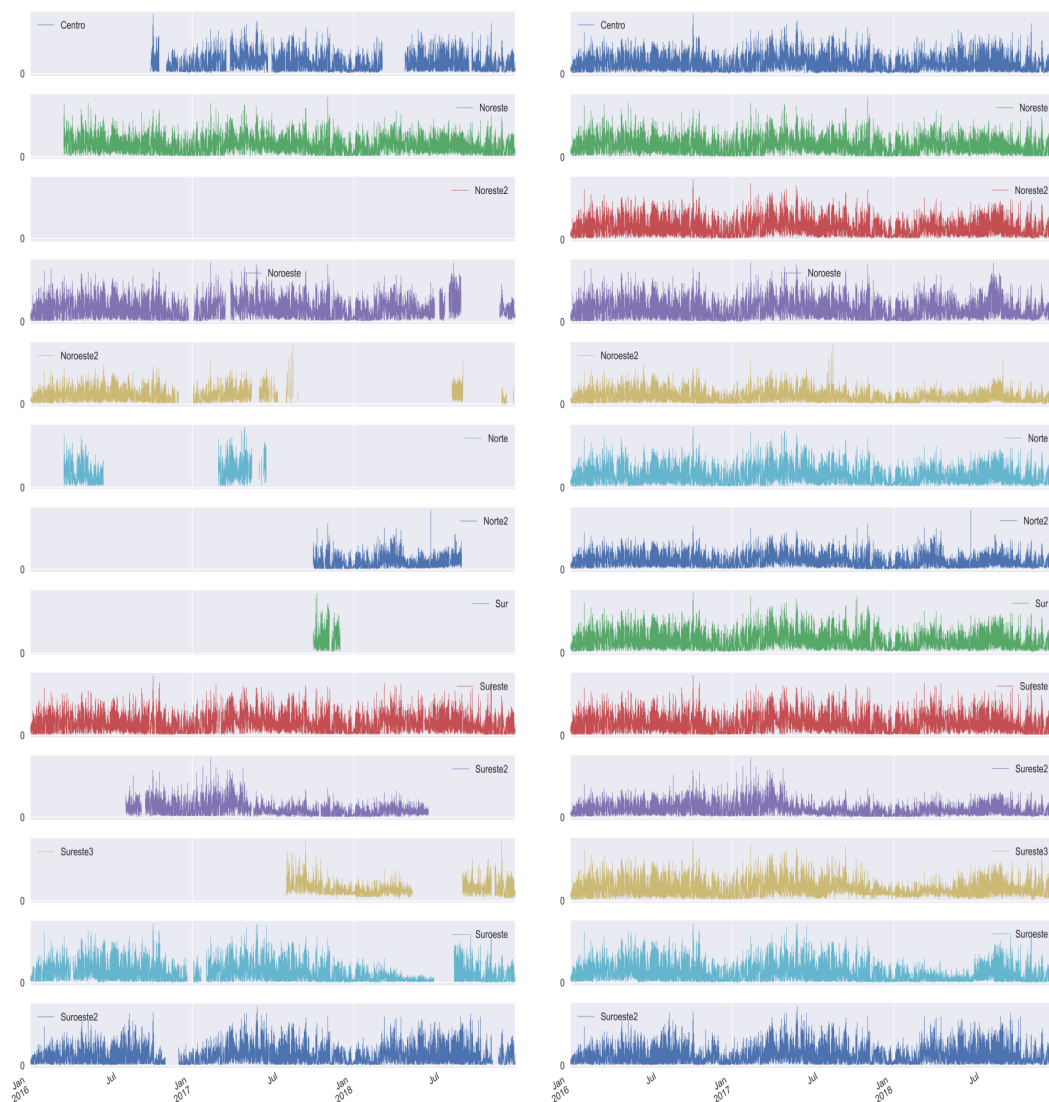 Centro
0
Centro
0
Noreste
0
Noreste
0
Noreste2
0
Noreste2
0
Noroeste
0
Noroeste
0
Noroeste2
0
Noroeste2
0
Norte
0
Norte
0
Norte2
0
Norte2
0
Sur
0
Sur
0
Sureste
0
Sureste
0
Sureste2
0
Sureste2
0
Sureste3
0
Sureste3
0
Suroeste
0
Suroeste
0
Suroeste2
0
Suroeste2
0
Jan
2016
Jul
Jan
2017
Jul
Jan
2018
Jul
Jan
2016
Jul
Jan
2017
Jul
Jan
2018
Jul